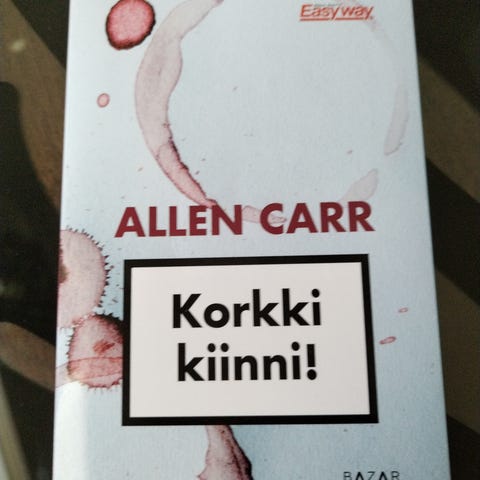 Easyway
ALLEN CARR
Korkki
kiinni!
BAZAR